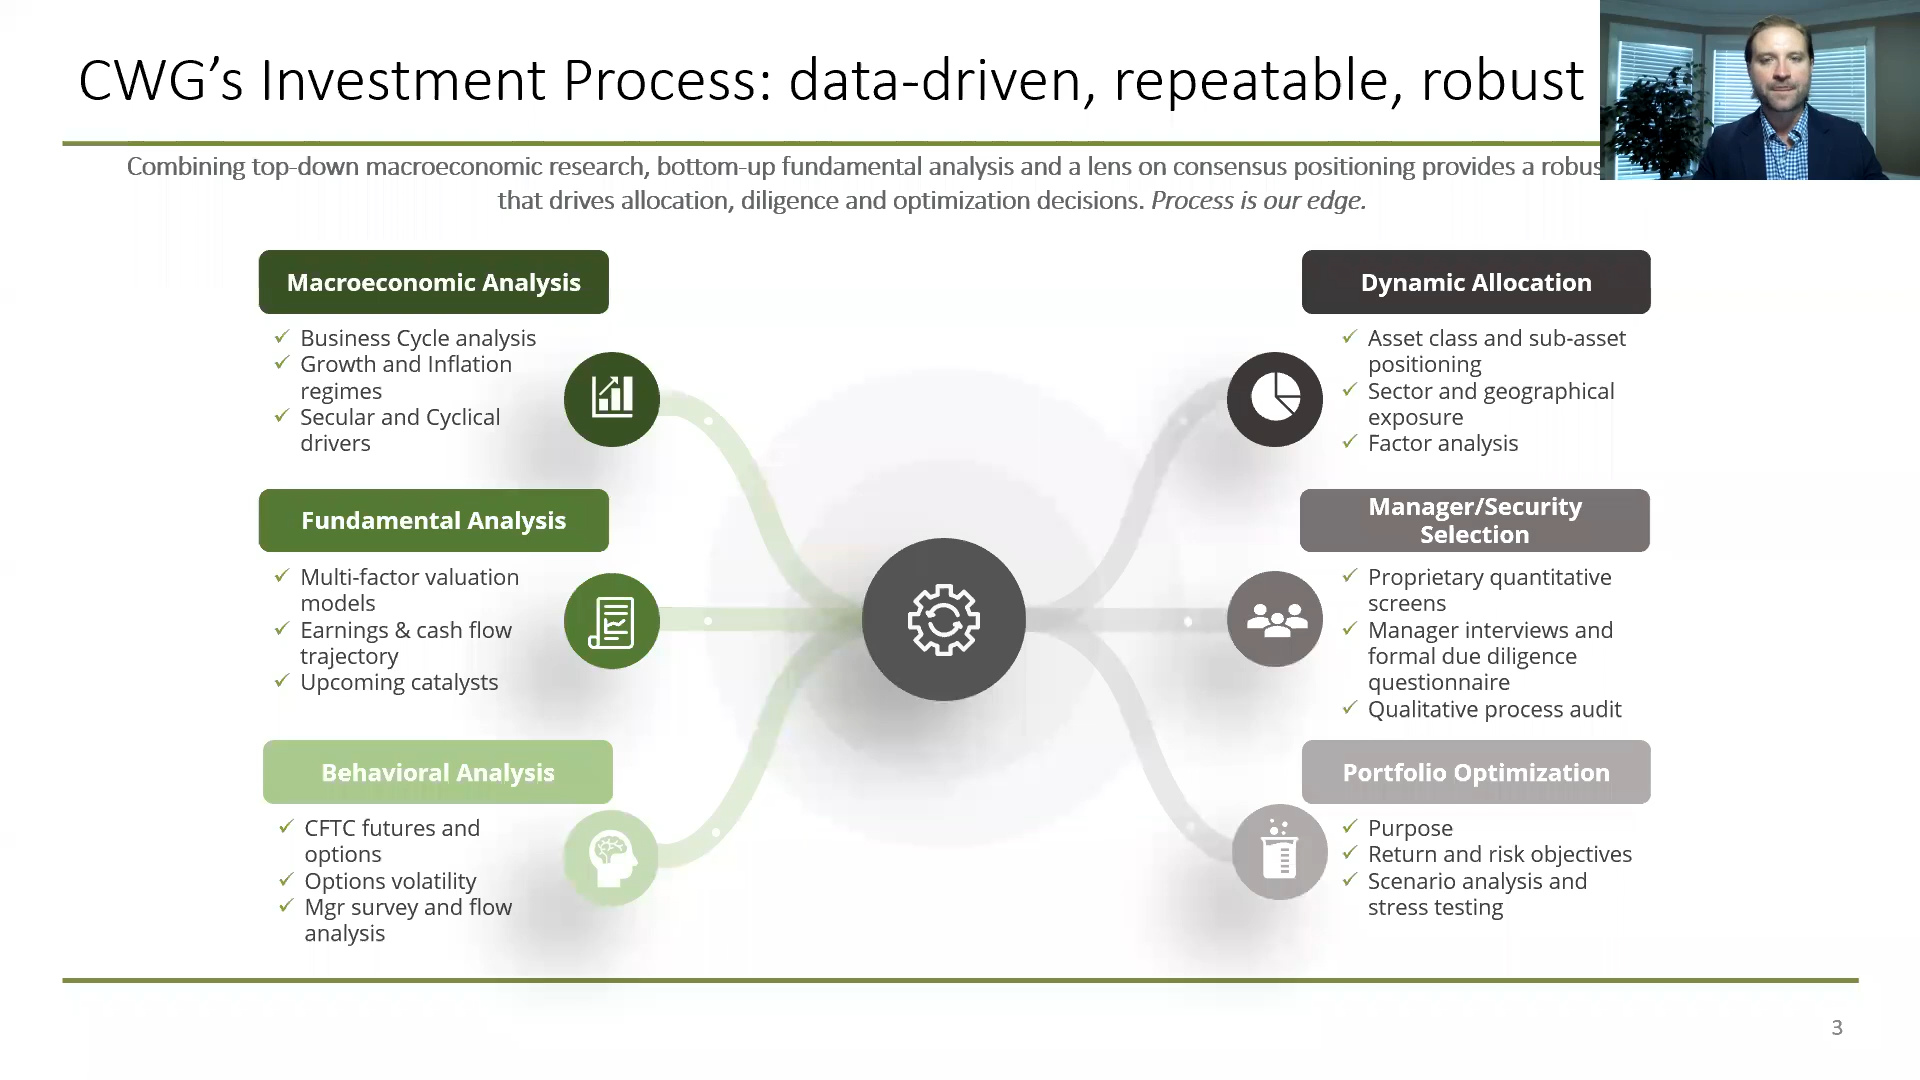 CWG’s Investment Process: data-driven, repeatable, robust
Combining top-down macroeconomic research, bottom-up fundamental analysis and a lens on consensus positioning provides a
that drives allocation, diligence and optimization decisions. Process is our edge.
Macroeconomic Analysis
Business Cycle analysis
Growth and Inflation
regimes
Secular and Cyclical
drivers
Fundamental Analysis
Multi-factor valuation
models
Earnings & cash flow
trajectory
Upcoming catalysts
Behavioral Analysis
CFTC futures and
options
Options volatility
Mgr survey and flow
analysis
Dynamic Allocation
Asset class and sub-asset
positioning
Sector and geographical
exposure
Factor analysis
Manager/Security
Selection
Proprietary quantitative
screens
Manager interviews and
formal due diligence
questionnaire
Qualitative process audit
Portfolio Optimization
Purpose
Return and risk objectives
Scenario analysis and
stress testing
3